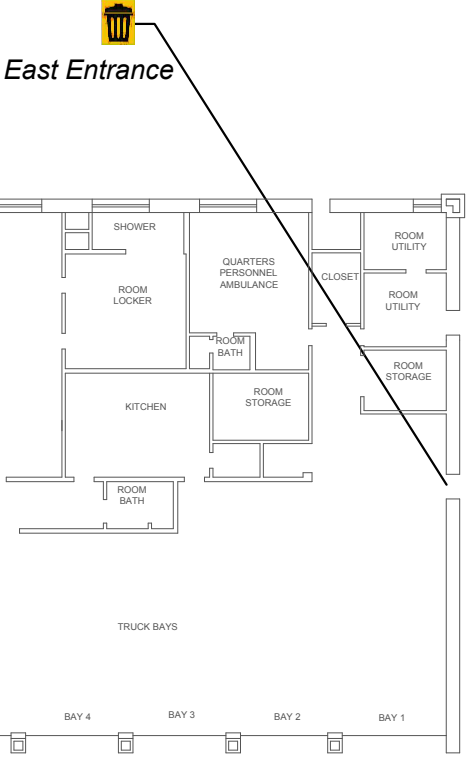 East Entrance
SHOWER
ROOM
UTILITY
QUARTERS
PERSONNEL
AMBULANCE
CLOSET
ROOM
LOCKER
ROOM
UTILITY
ROOM
BATH
ROOM
STORAGE
ROOM
STORAGE
KITCHEN
ROOM
BATH
TRUCK BAYS
BAY 4
BAY 3
BAY 2
BAY 1